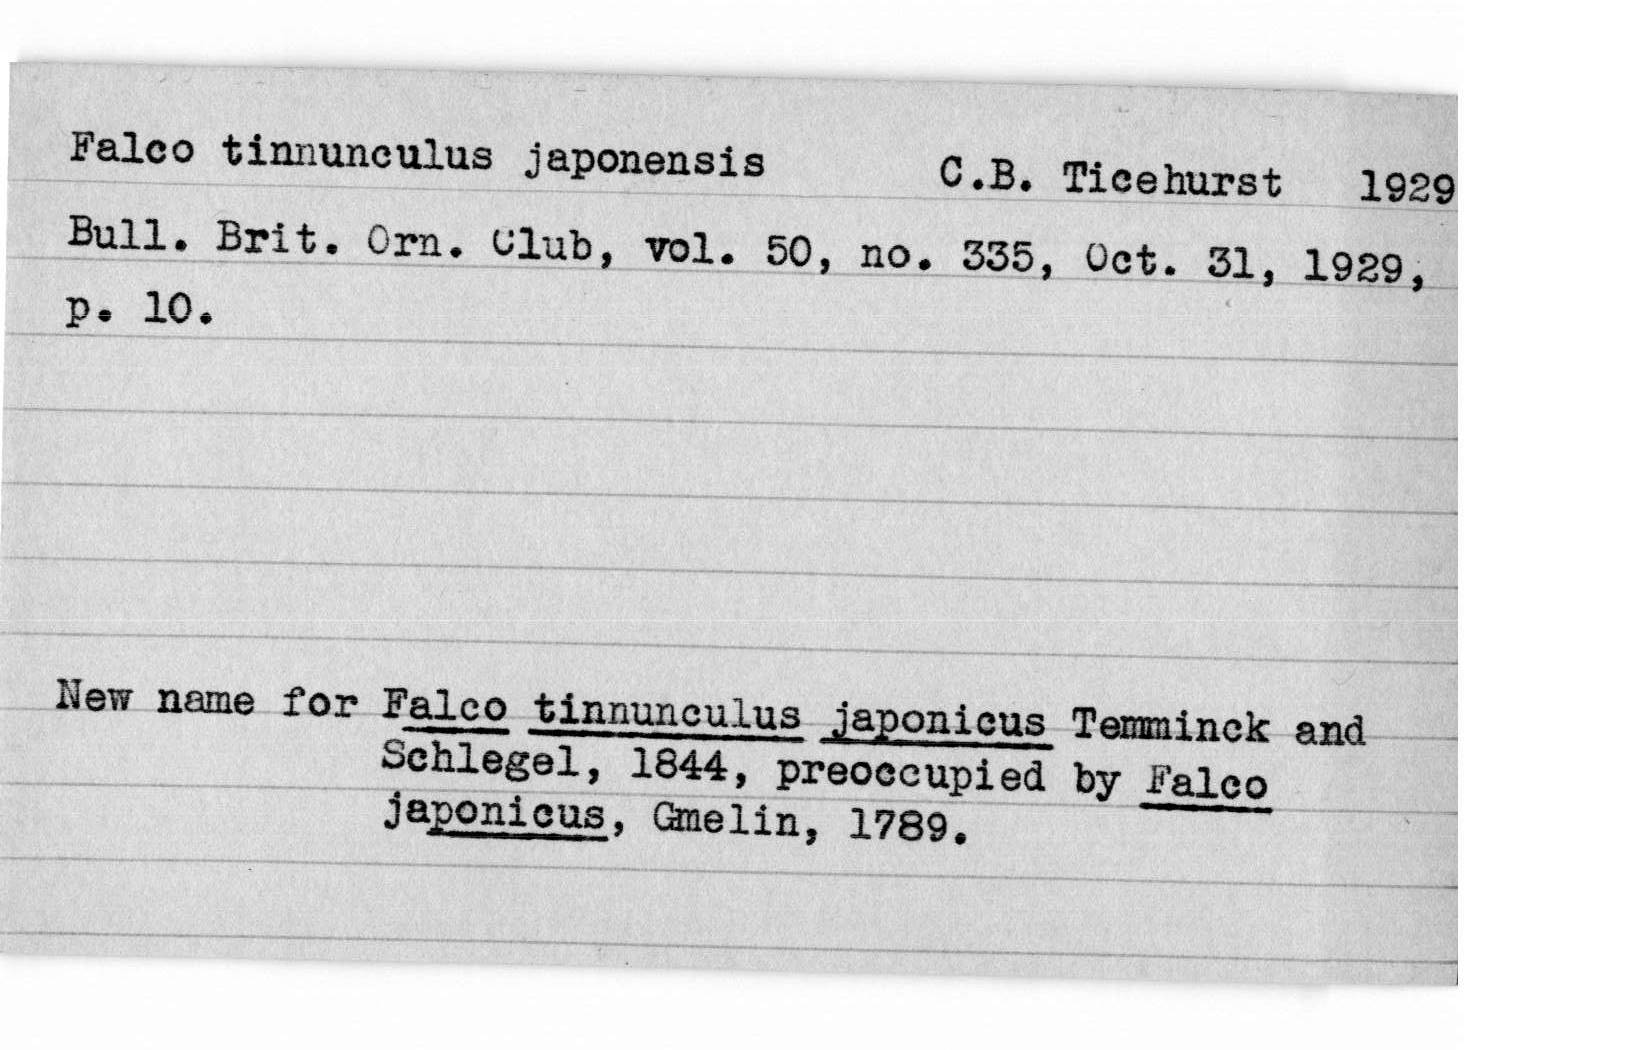 Falco tinnunculus japonensis C.B. Ticehurst 1929
Bull. Brit. Orn. Club, vol. 50, no. 335, Oct. 31, 1929,
p. 10.
New name for Falco tinnunculus japonicus Temminck and
Schlegel, 1844, preoccupied by Falco
japonicus, Gmelin, 1789.